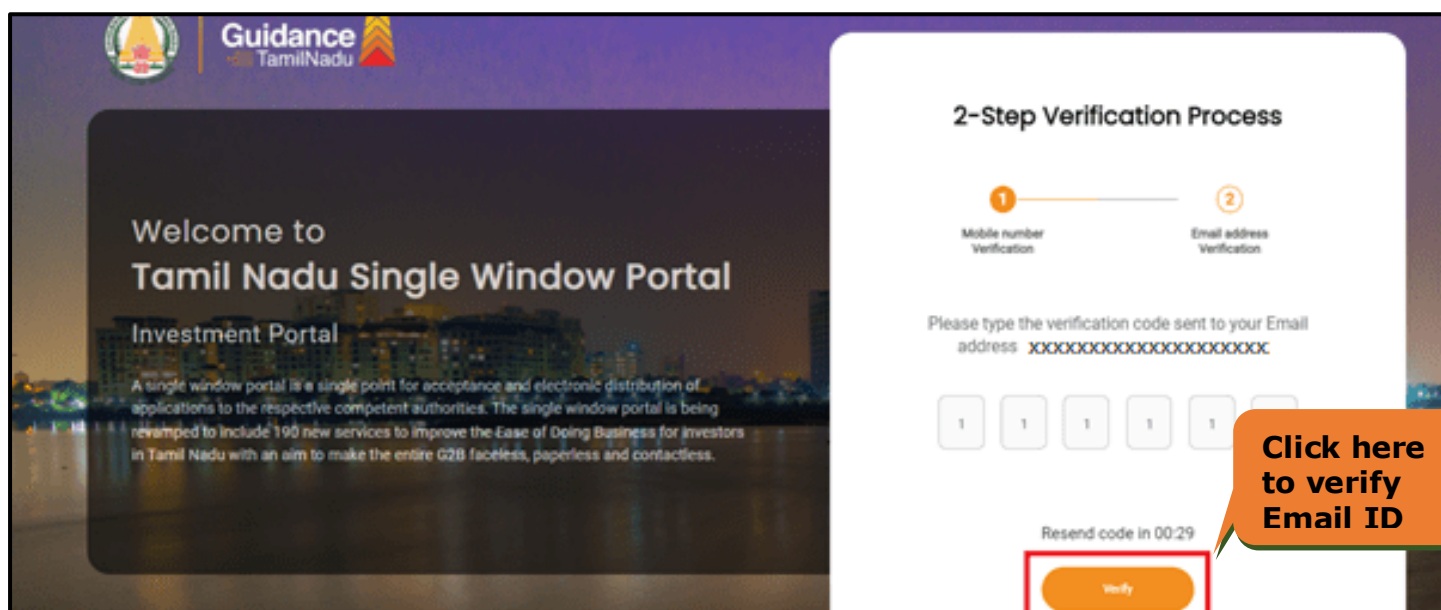 Guidance
TamilNadu
Welcome to
Tamil Nadu Single Window Portal
Investment Portal
A single window portal is a single point for acceptance and electronic distribution of
applications to the respective competent authorities. The single window portal is being
revamped to include 190 new services to improve the Ease of Doing Business for investors
in Tamil Nadu with an aim to make the entire G2B faceless, paperless and contactless.
2-Step Verification Process
1 2
Mobile number Email address
Verification Verification
Please type the verification code sent to your Email
address XXXXXXXXXXXXXXXXXXXXX
1 1 1 1 1
Click here
to verify
Email ID
Resend code in 00:29
Verify